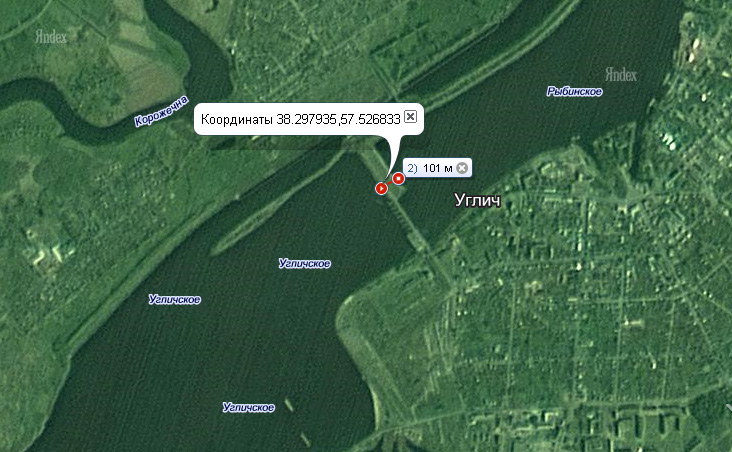 Яndex
Яndex
Рыбинское
Корожечна
Координаты 38.297935,57.526833
2) 101 м
Углич
Угличское
Угличское
Угличское